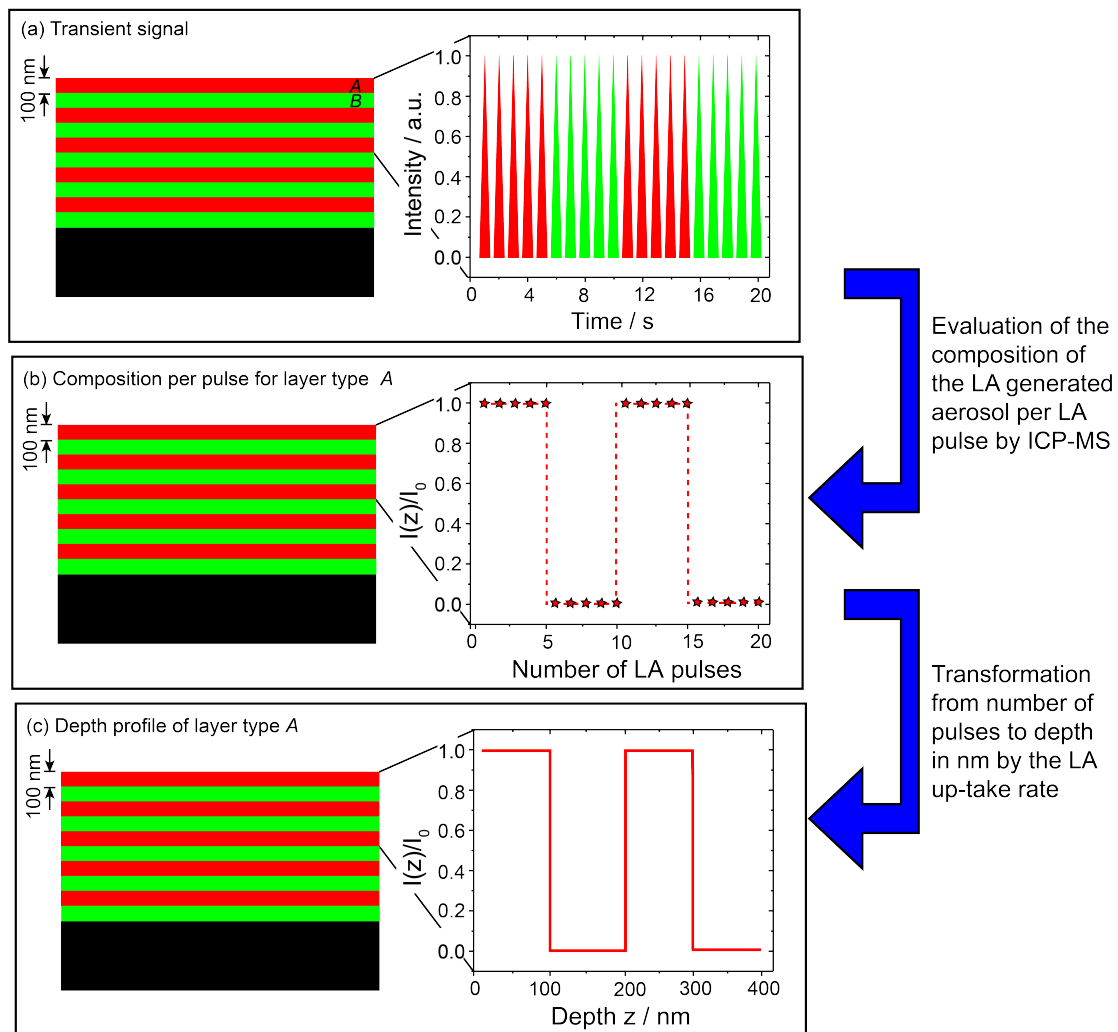 (a) Transient signal
100 nm
A
B
Intensity / a.u.
1.0
0.8
0.6
0.4
0.2
0.0
0 4 8 12 16 20
Time / s
Evaluation of the
composition of
the LA generated
aerosol per LA
pulse by ICP-MS
(b) Composition per pulse for layer type A
100 nm
I(z)/I0
1.0
0.8
0.6
0.4
0.2
0.0
0 5 10 15 20
Number of LA pulses
Transformation
from number of
pulses to depth
in nm by the LA
up-take rate
(c) Depth profile of layer type A
100 nm
I(z)/I0
1.0
0.8
0.6
0.4
0.2
0.0
0 100 200 300 400
Depth z / nm